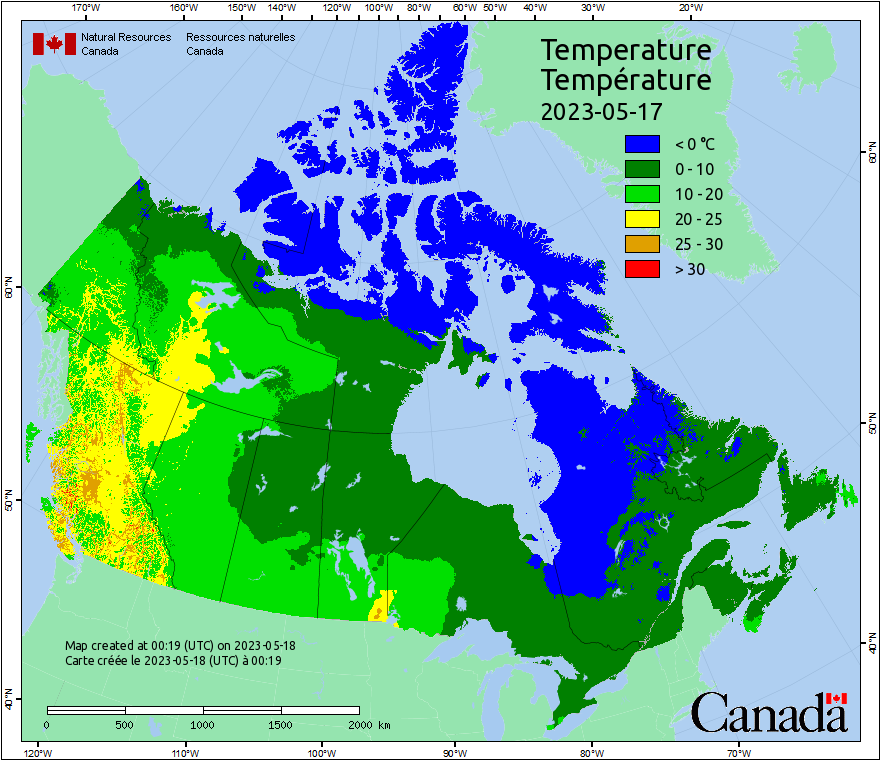 170°W 160°W 150°W 140°W 130°W 120°W 110°W 100°W 90°W 80°W 60°W 50°W 40°W 30°W 20°W
Natural Resources Canada
Ressources naturelles Canada
Temperature
Température
2023-05-17
< 0 °C
0 - 10
10 - 20
20 - 25
25 - 30
> 30
60°N
60°N
50°N
50°N
40°N
40°N
Map created at 00:19 (UTC) on 2023-05-18
Carte créée le 2023-05-18 (UTC) à 00:19
0 500 1000 1500 2000 km
Canada
120°W 110°W 100°W 90°W 80°W 70°W